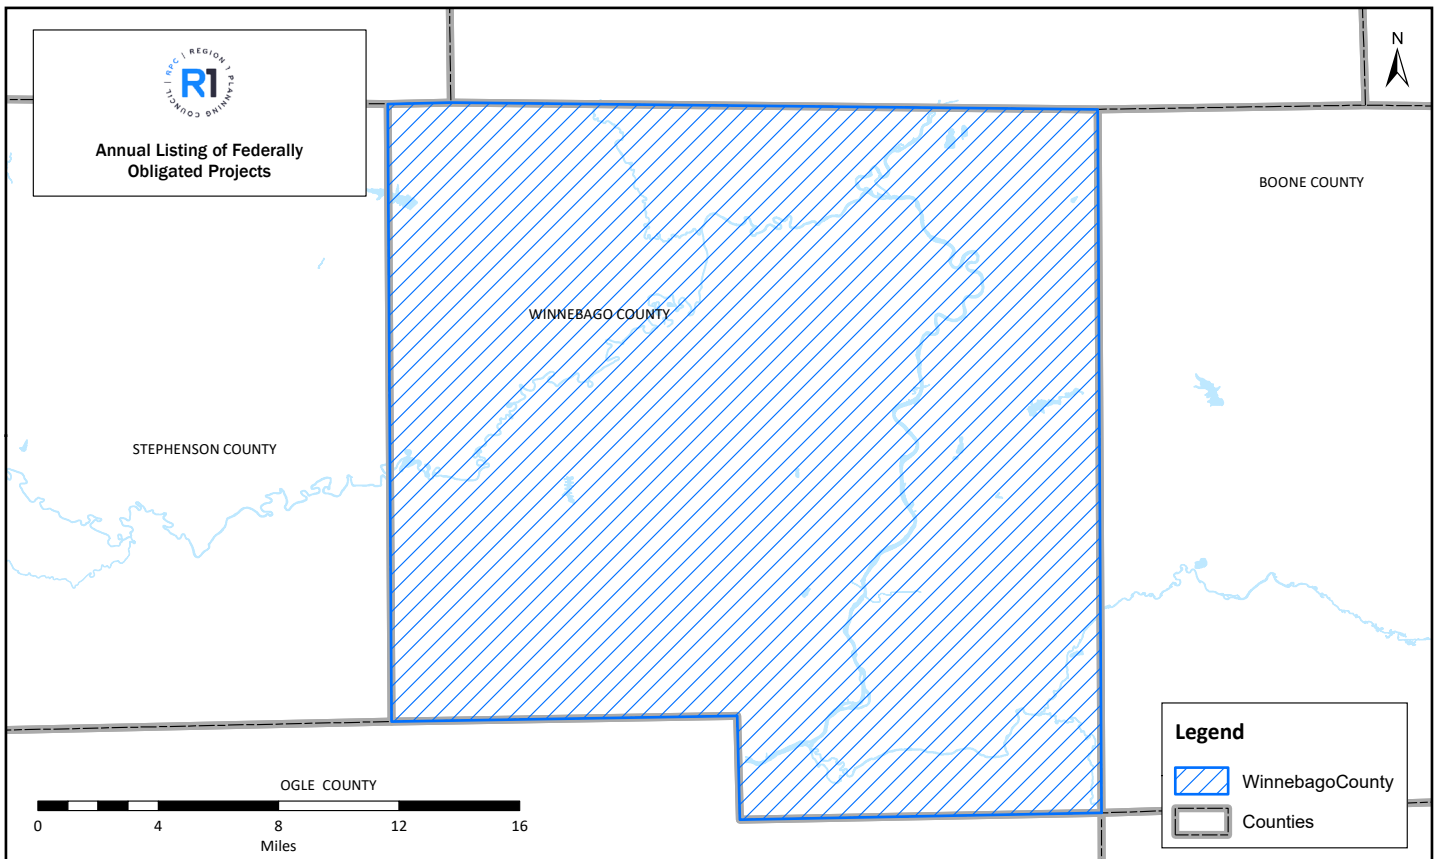 RPC | REGION 1 PLANNING COUNCIL |
R1
Annual Listing of Federally
Obligated Projects
N
BOONE COUNTY
WINNEBAGO COUNTY
STEPHENSON COUNTY
OGLE COUNTY
0 4 8 12 16
Miles
Legend
WinnebagoCounty
Counties